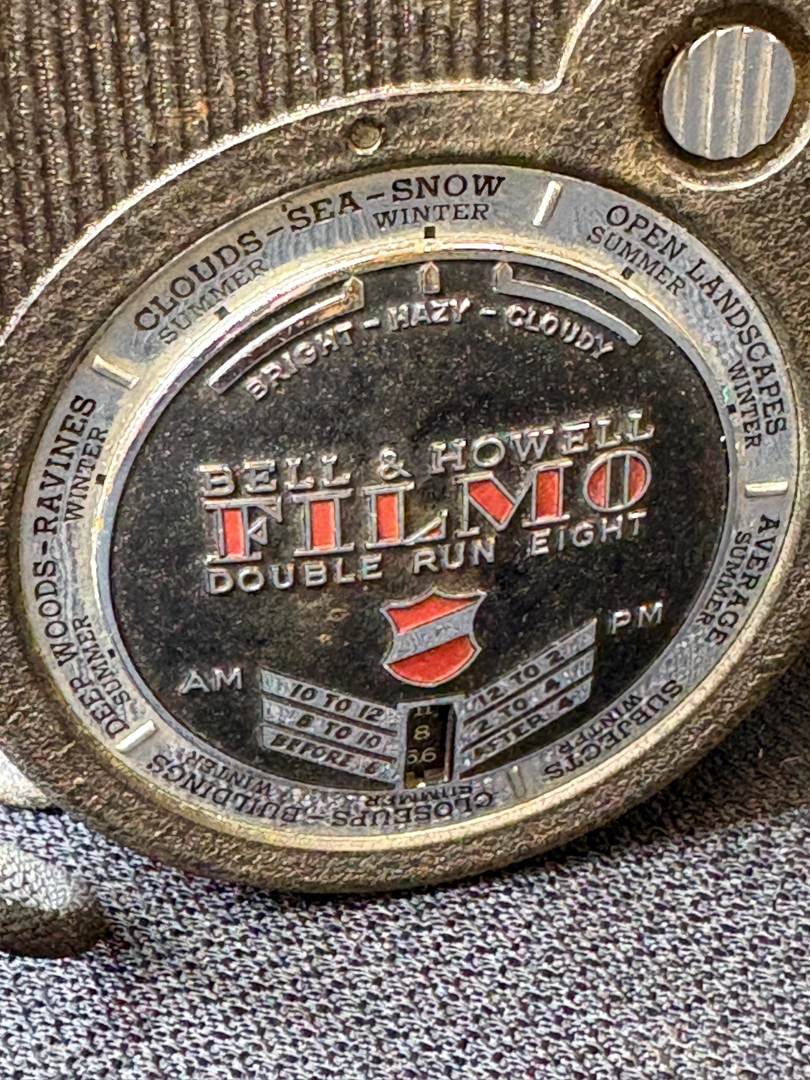 CLOUDS-SEA-SNOW
SUMMER WINTER
OPEN LANDSCAPES
SUMMER WINTER
AVERAGE SUBJECTS
SUMMER WINTER
CLOSEUPS-BUILDINGS
SUMMER WINTER
DEEP WOODS-RAVINES
SUMMER WINTER
BRIGHT-HAZY-CLOUDY
BELL & HOWELL
FILMO
DOUBLE RUN EIGHT
AM
10 TO 12
8 TO 10
BEFORE 8
PM
12 TO 2
2 TO 4
AFTER 4
11
8
5.6